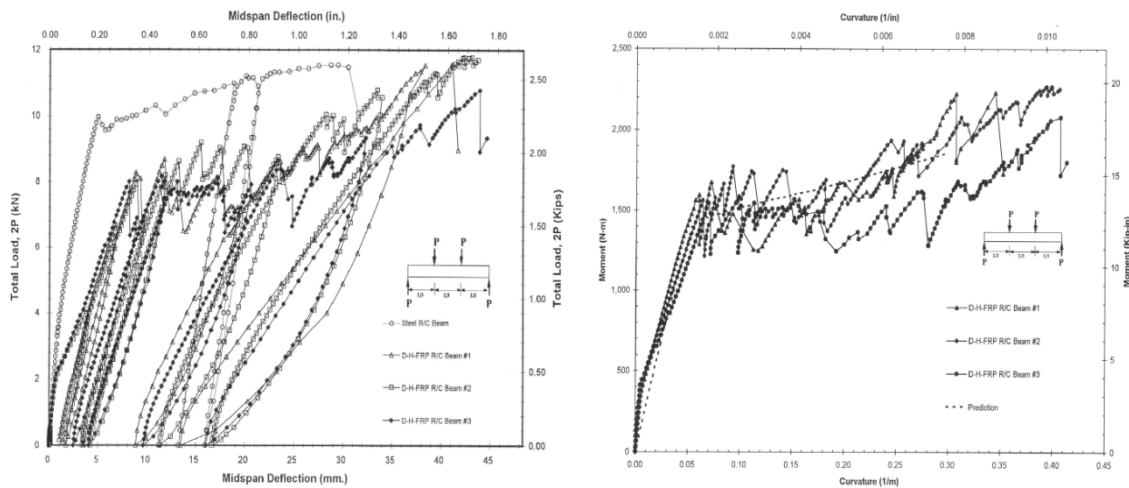 Midspan Deflection (in.)
0.00 0.20 0.40 0.60 0.80 1.00 1.20 1.40 1.60 1.80
12
10
8
6
4
2
0
Total Load, 2P (kN)
2.50
2.00
1.50
1.00
0.50
0.00
Total Load, 2P (Kips)
P P
P P
Steel R/C Beam
D-H-FRP R/C Beam #1
D-H-FRP R/C Beam #2
D-H-FRP R/C Beam #3
0 5 10 15 20 25 30 35 40 45
Midspan Deflection (mm.)
Curvature (1/in)
0.000 0.002 0.004 0.006 0.008 0.010
2,500
2,000
1,500
1,000
500
0
Moment (N-m)
20
15
10
5
0
Moment (Kip-in)
P P
P P
D-H-FRP R/C Beam #1
D-H-FRP R/C Beam #2
D-H-FRP R/C Beam #3
Prediction
0.00 0.05 0.10 0.15 0.20 0.25 0.30 0.35 0.40 0.45
Curvature (1/m)